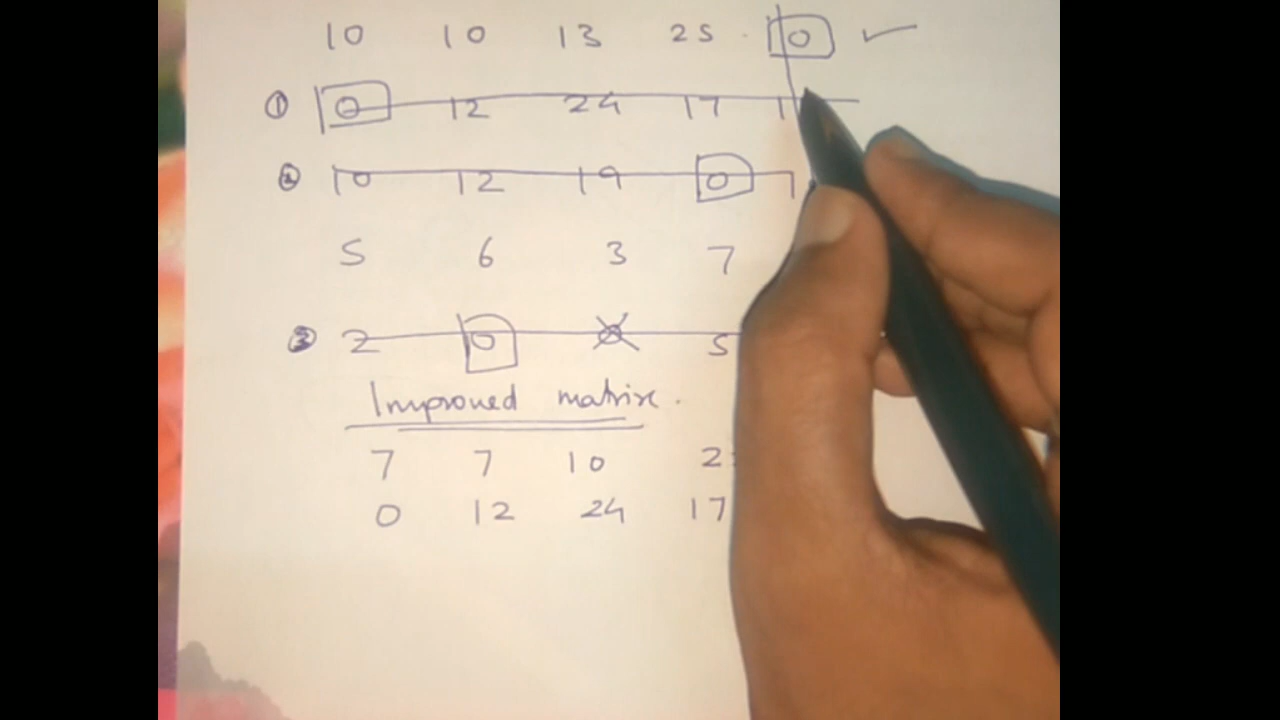 10 10 13 25 0 ✓
① 0 12 24 17
② 10 12 19 0
5 6 3 7
③ 2 0 0 5
Improved matrix.
7 7 10
0 12 24 17